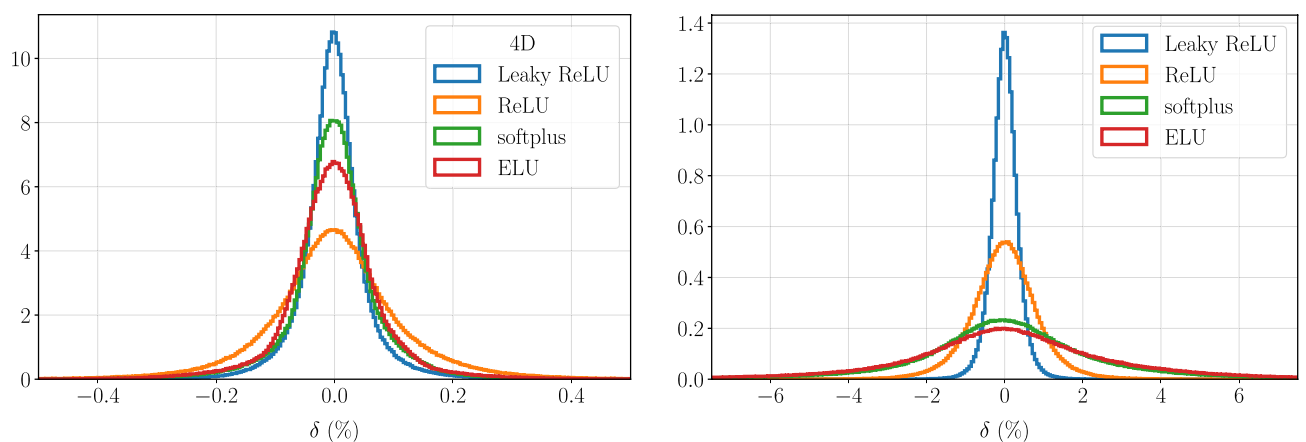 4D
Leaky ReLU
ReLU
softplus
ELU
10
8
6
4
2
0
−0.4 −0.2 0.0 0.2 0.4
δ (%)
Leaky ReLU
ReLU
softplus
ELU
1.4
1.2
1.0
0.8
0.6
0.4
0.2
0.0
−6 −4 −2 0 2 4 6
δ (%)